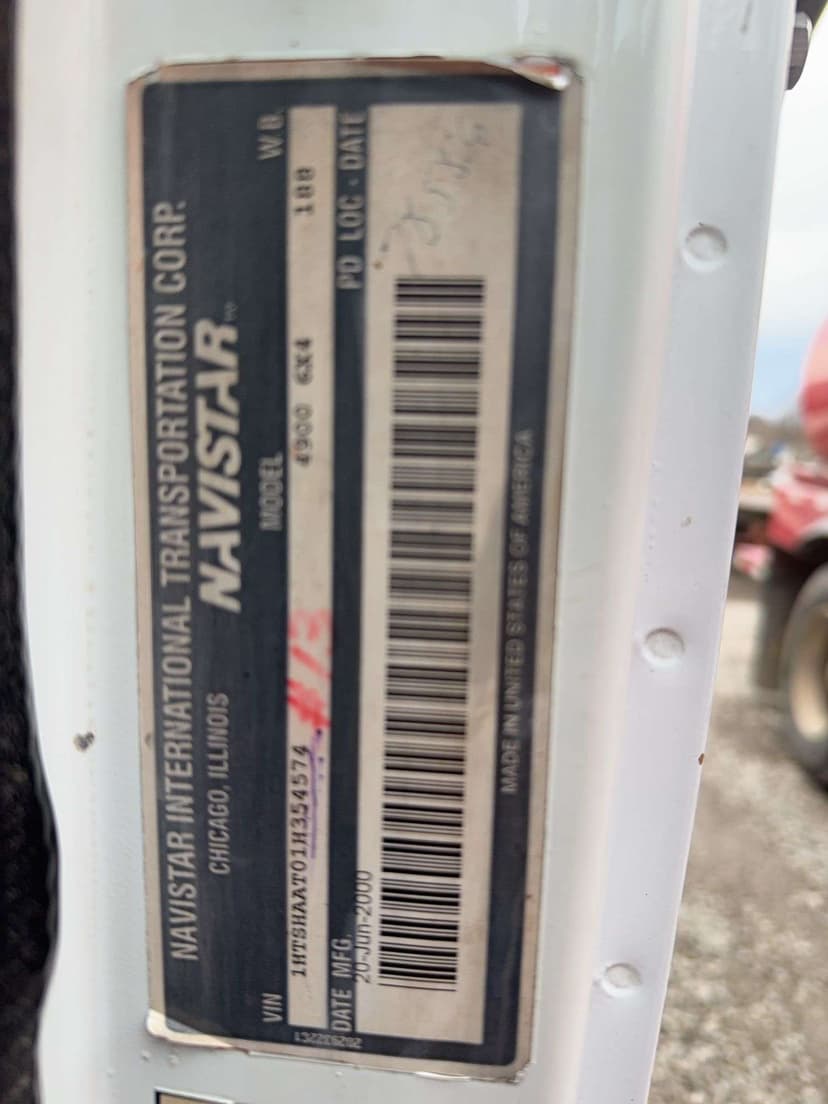 NAVISTAR INTERNATIONAL TRANSPORTATION CORP.
CHICAGO, ILLINOIS NAVISTAR
VIN MODEL W.B.
1HTSHAAT01H354574 #13 4900 6X4 188
DATE MFG. PD LOC - DATE
20-Jun-2000
MADE IN UNITED STATES OF AMERICA